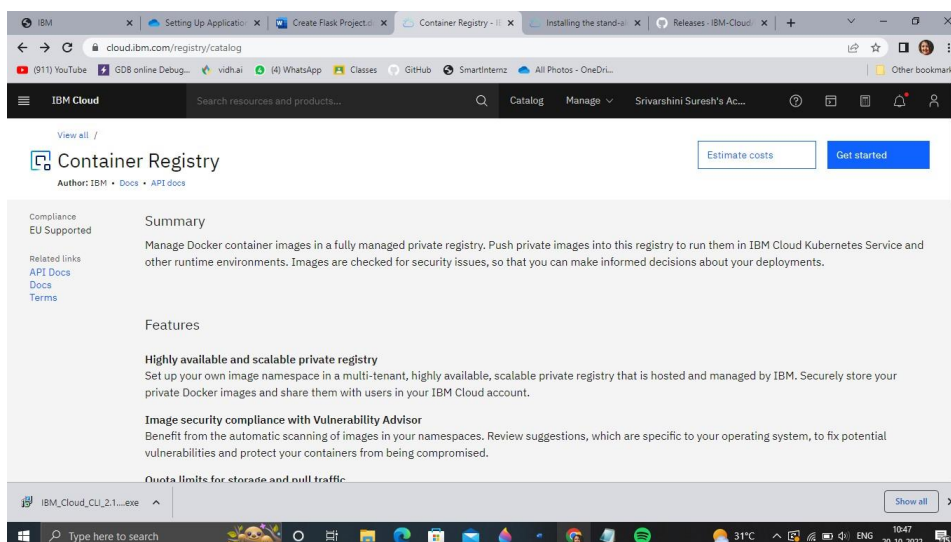 IBM
Setting Up Application
Create Flask Project.d
Container Registry - I
Installing the stand-al
Releases · IBM-Cloud/
cloud.ibm.com/registry/catalog
(911) YouTube
GDB online Debug...
vidh.ai
(4) WhatsApp
Classes
GitHub
SmartInternz
All Photos - OneDri...
Other bookmark
IBM Cloud
Search resources and products...
Catalog
Manage
Srivarshini Suresh's Ac...
View all /
Container Registry
Author: IBM • Docs • API docs
Estimate costs
Get started
Compliance
EU Supported
Related links
API Docs
Docs
Terms
Summary
Manage Docker container images in a fully managed private registry. Push private images into this registry to run them in IBM Cloud Kubernetes Service and
other runtime environments. Images are checked for security issues, so that you can make informed decisions about your deployments.
Features
Highly available and scalable private registry
Set up your own image namespace in a multi-tenant, highly available, scalable private registry that is hosted and managed by IBM. Securely store your
private Docker images and share them with users in your IBM Cloud account.
Image security compliance with Vulnerability Advisor
Benefit from the automatic scanning of images in your namespaces. Review suggestions, which are specific to your operating system, to fix potential
vulnerabilities and protect your containers from being compromised.
Quota limits for storage and pull traffic
IBM_Cloud_CLI_2.1....exe
Show all
Type here to search
31°C
ENG
10:47
20-10-2022